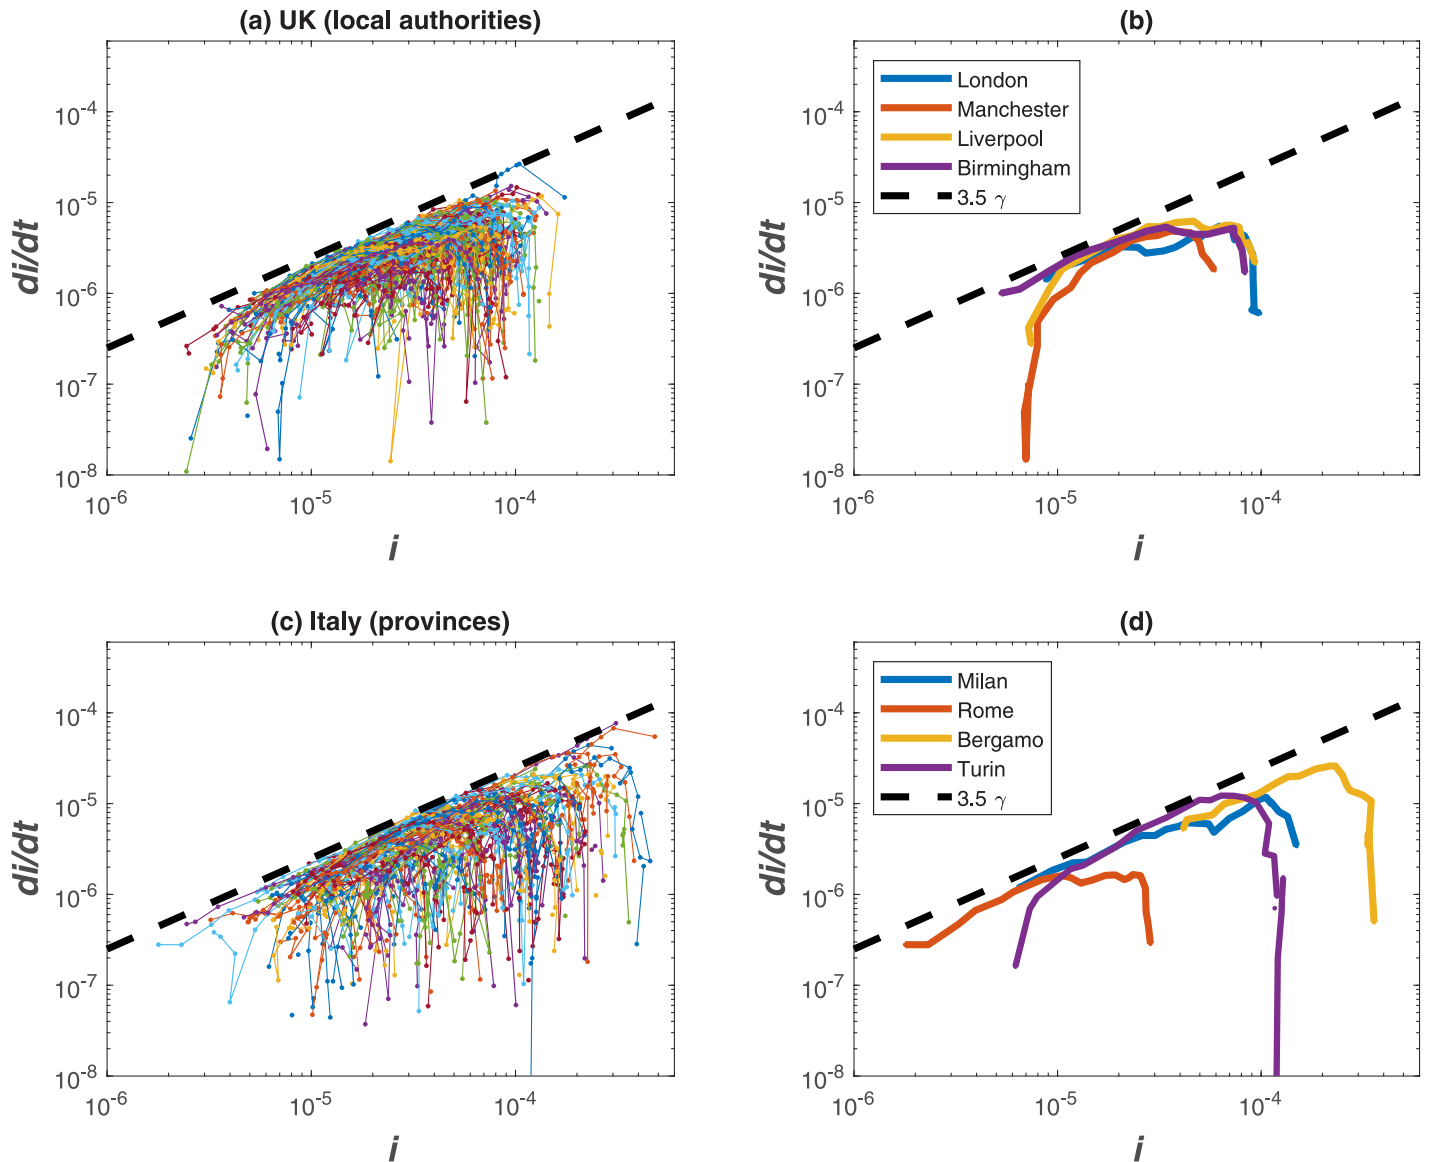 (a) UK (local authorities)
10-4
10-5
10-6
10-7
10-8
di/dt
10-6
10-5
10-4
i
(b)
London
Manchester
Liverpool
Birmingham
3.5 γ
10-4
10-5
10-6
10-7
10-8
di/dt
10-6
10-5
10-4
i
(c) Italy (provinces)
10-4
10-5
10-6
10-7
10-8
di/dt
10-6
10-5
10-4
i
(d)
Milan
Rome
Bergamo
Turin
3.5 γ
10-4
10-5
10-6
10-7
10-8
di/dt
10-6
10-5
10-4
i